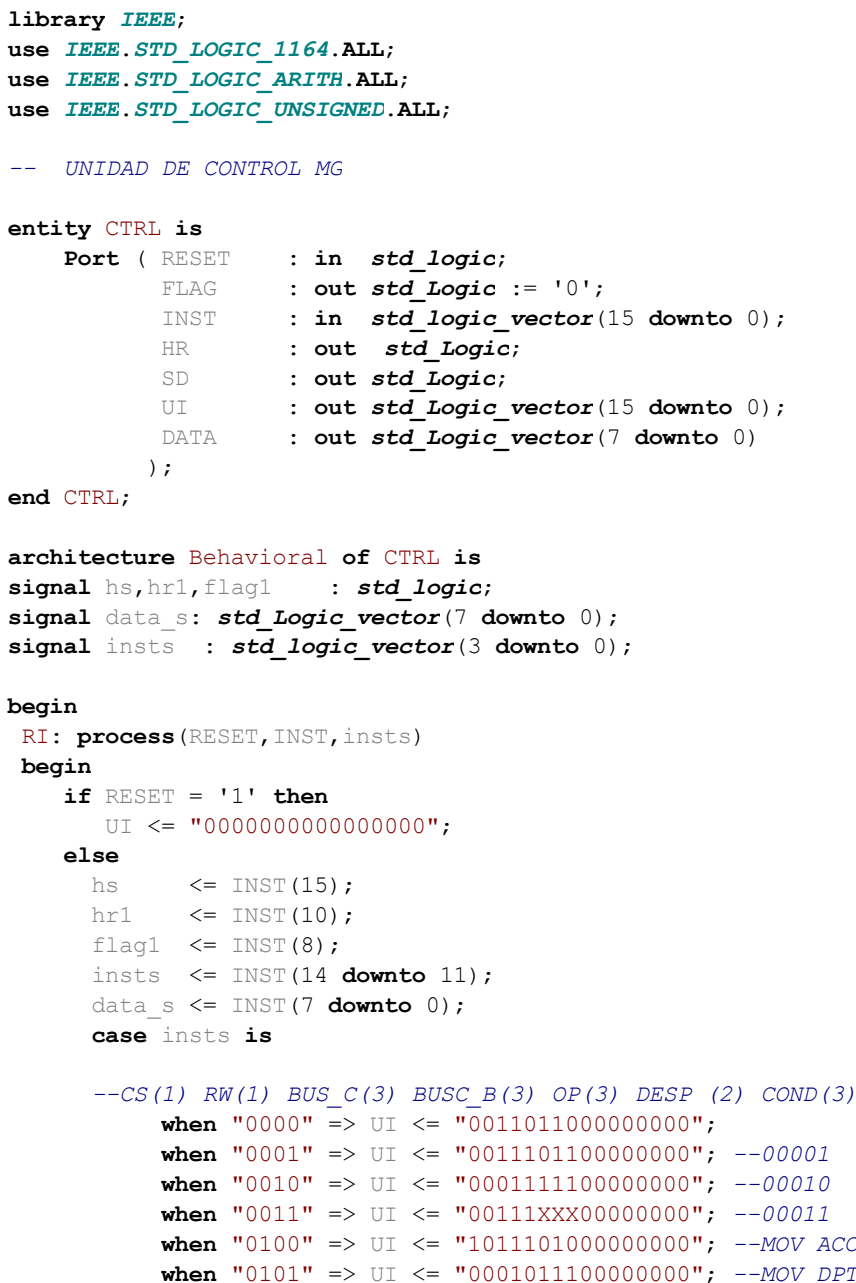 library IEEE;
use IEEE.STD_LOGIC_1164.ALL;
use IEEE.STD_LOGIC_ARITH.ALL;
use IEEE.STD_LOGIC_UNSIGNED.ALL;
-- UNIDAD DE CONTROL MG
entity CTRL is
Port ( RESET : in std_logic;
FLAG : out std_Logic := '0';
INST : in std_logic_vector(15 downto 0);
HR : out std_Logic;
SD : out std_Logic;
UI : out std_Logic_vector(15 downto 0);
DATA : out std_Logic_vector(7 downto 0)
);
end CTRL;
architecture Behavioral of CTRL is
signal hs,hr1,flag1 : std_logic;
signal data_s: std_Logic_vector(7 downto 0);
signal insts : std_logic_vector(3 downto 0);
begin
RI: process(RESET,INST,insts)
begin
if RESET = '1' then
UI <= "0000000000000000";
else
hs <= INST(15);
hr1 <= INST(10);
flag1 <= INST(8);
insts <= INST(14 downto 11);
data_s <= INST(7 downto 0);
case insts is
--CS(1) RW(1) BUS_C(3) BUSC_B(3) OP(3) DESP (2) COND(3)
when "0000" => UI <= "0011011000000000";
when "0001" => UI <= "0011101100000000"; --00001
when "0010" => UI <= "0001111100000000"; --00010
when "0011" => UI <= "00111XXX00000000"; --00011
when "0100" => UI <= "1011101000000000"; --MOV ACC
when "0101" => UI <= "0001011100000000"; --MOV DPT